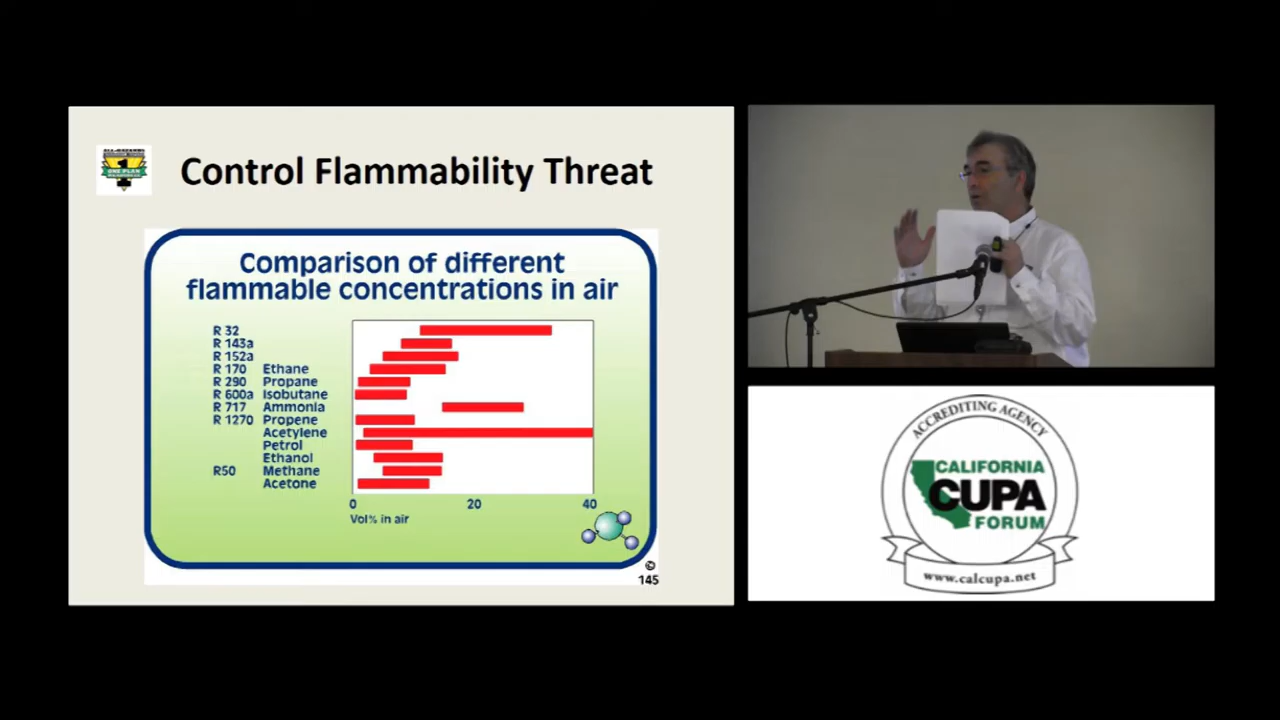 Control Flammability Threat
ONE PLAN
Comparison of different
flammable concentrations in air
R 32
R 143a
R 152a
R 170 Ethane
R 290 Propane
R 600a Isobutane
R 717 Ammonia
R 1270 Propene
Acetylene
Petrol
Ethanol
R50 Methane
Acetone
0 20 40
Vol% in air
©
145
ACCREDITING AGENCY
CALIFORNIA
CUPA
FORUM
www.calcupa.net